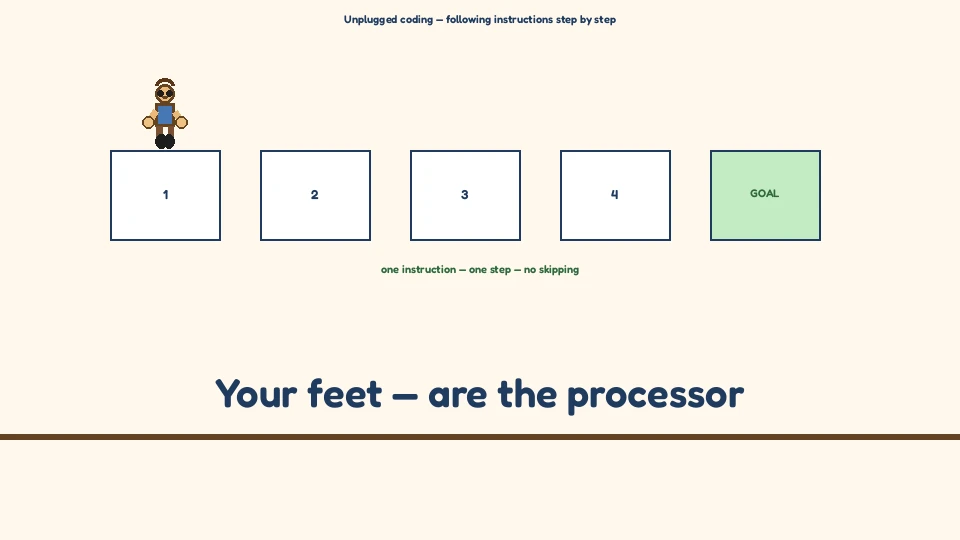 Unplugged coding — following instructions step by step
1
2
3
4
GOAL
one instruction — one step — no skipping
Your feet — are the processor